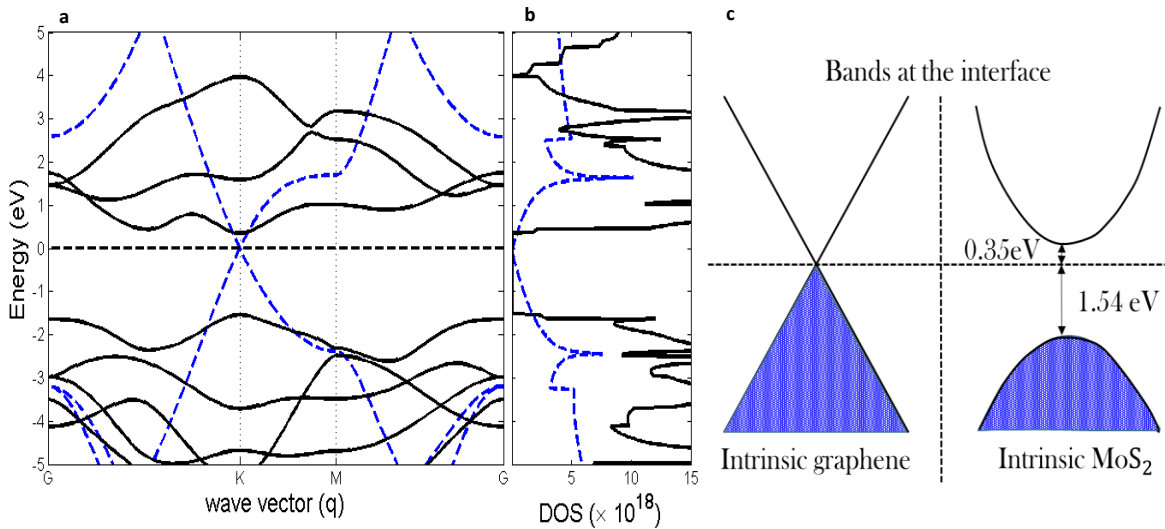 a
b
c
5
4
3
2
1
0
-1
-2
-3
-4
-5
Energy (eV)
G
K
M
G
wave vector (q)
5
10
15
DOS (× 10^18)
Bands at the interface
0.35eV
1.54 eV
Intrinsic graphene
Intrinsic MoS₂